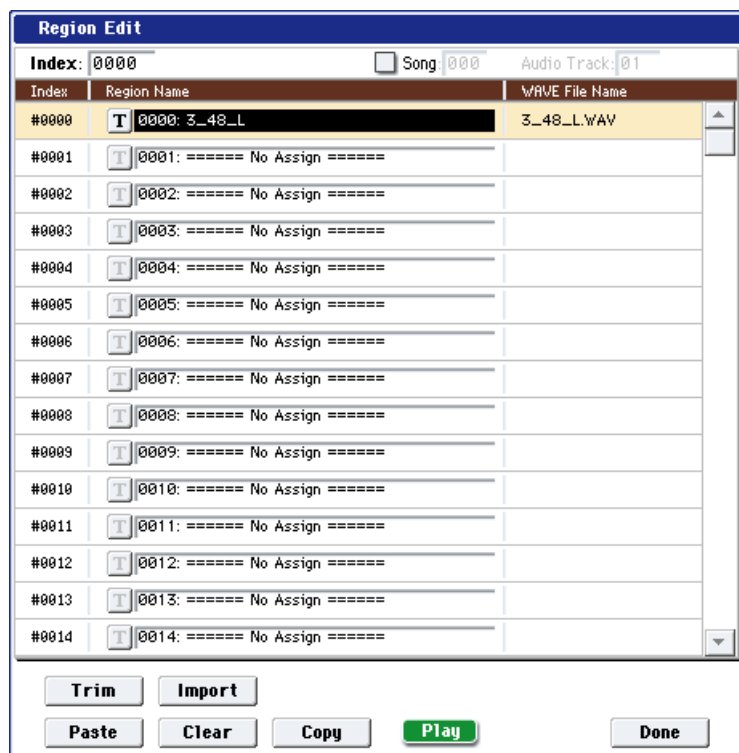 Region Edit
Index: 0000 Song: 000 Audio Track: 01
Index Region Name WAVE File Name
#0000 T 0000: 3_48_L 3_48_L.WAV
#0001 T 0001: ====== No Assign ======
#0002 T 0002: ====== No Assign ======
#0003 T 0003: ====== No Assign ======
#0004 T 0004: ====== No Assign ======
#0005 T 0005: ====== No Assign ======
#0006 T 0006: ====== No Assign ======
#0007 T 0007: ====== No Assign ======
#0008 T 0008: ====== No Assign ======
#0009 T 0009: ====== No Assign ======
#0010 T 0010: ====== No Assign ======
#0011 T 0011: ====== No Assign ======
#0012 T 0012: ====== No Assign ======
#0013 T 0013: ====== No Assign ======
#0014 T 0014: ====== No Assign ======
Trim Import
Paste Clear Copy Play Done